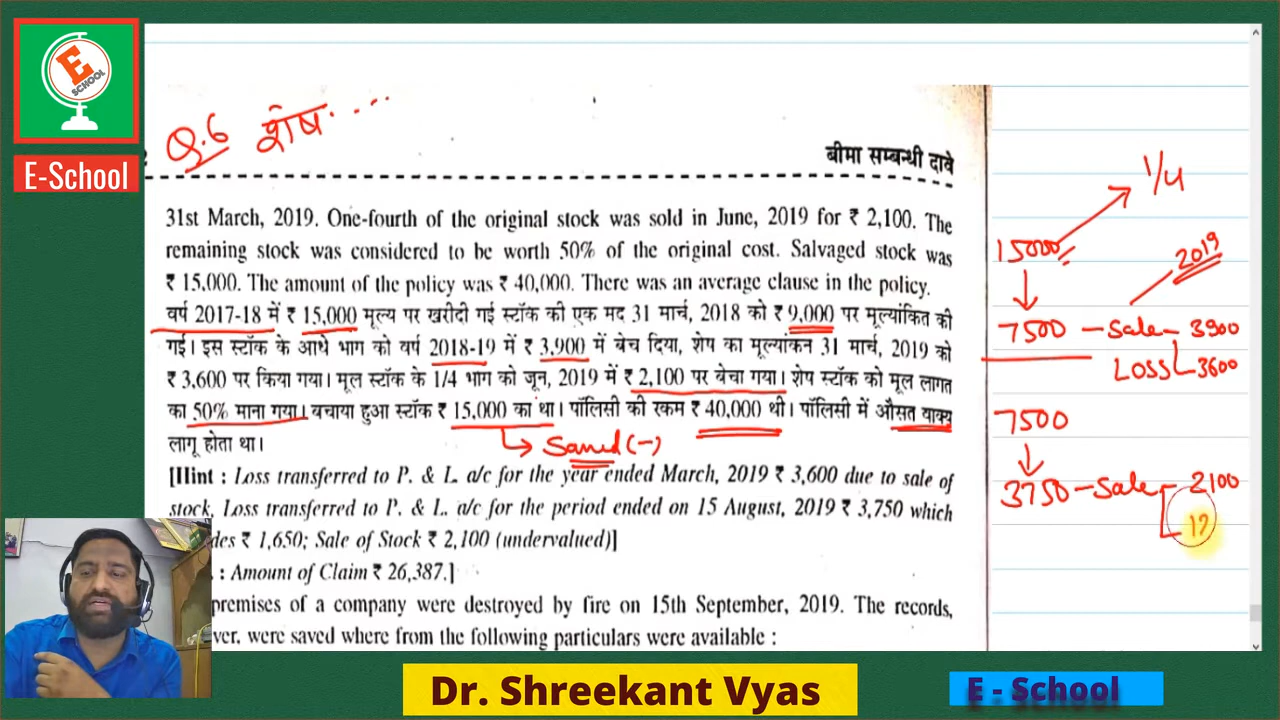 E
SCHOOL
E-School
Q.6 शेष....
बीमा सम्बन्धी दावे
31st March, 2019. One-fourth of the original stock was sold in June, 2019 for ₹ 2,100. The
remaining stock was considered to be worth 50% of the original cost. Salvaged stock was
₹ 15,000. The amount of the policy was ₹ 40,000. There was an average clause in the policy.
वर्ष 2017-18 में ₹ 15,000 मूल्य पर खरीदी गई स्टॉक की एक मद 31 मार्च, 2018 को ₹ 9,000 पर मूल्यांकित की
गई। इस स्टॉक के आधे भाग को वर्ष 2018-19 में ₹ 3,900 में बेच दिया, शेष का मूल्यांकन 31 मार्च, 2019 को
₹ 3,600 पर किया गया। मूल स्टॉक के 1/4 भाग को जून, 2019 में ₹ 2,100 पर बेचा गया। शेष स्टॉक को मूल लागत
का 50% माना गया। बचाया हुआ स्टॉक ₹ 15,000 का था। पॉलिसी की रकम ₹ 40,000 थी। पॉलिसी में औसत वाक्य
लागू होता था।
Saved (-)
[Hint : Loss transferred to P. & L. a/c for the year ended March, 2019 ₹ 3,600 due to sale of
stock, Loss transferred to P. & L. a/c for the period ended on 15 August, 2019 ₹ 3,750 which
des ₹ 1,650; Sale of Stock ₹ 2,100 (undervalued)]
: Amount of Claim ₹ 26,387.]
premises of a company were destroyed by fire on 15th September, 2019. The records,
ver, were saved where from the following particulars were available :
1/4
15000
2019
7500 - Sale - 3900
LOSS 3600
7500
3750 - Sale - 2100
Dr. Shreekant Vyas
E - School